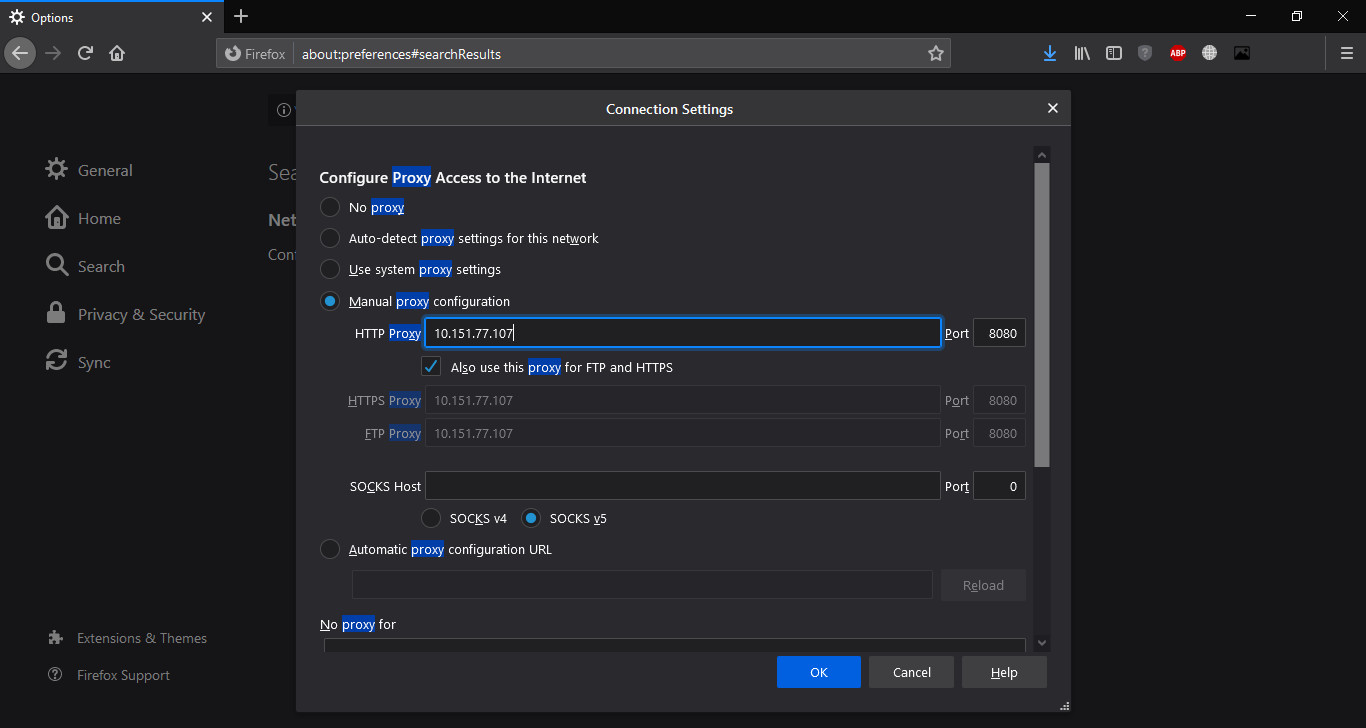 Options
Firefox
about:preferences#searchResults
ABP
Connection Settings
General
Home
Search
Privacy & Security
Sync
Extensions & Themes
Firefox Support
Configure Proxy Access to the Internet
No proxy
Auto-detect proxy settings for this network
Use system proxy settings
Manual proxy configuration
HTTP Proxy 10.151.77.107 Port 8080
Also use this proxy for FTP and HTTPS
HTTPS Proxy 10.151.77.107 Port 8080
FTP Proxy 10.151.77.107 Port 8080
SOCKS Host Port 0
SOCKS v4 SOCKS v5
Automatic proxy configuration URL
Reload
No proxy for
OK Cancel Help